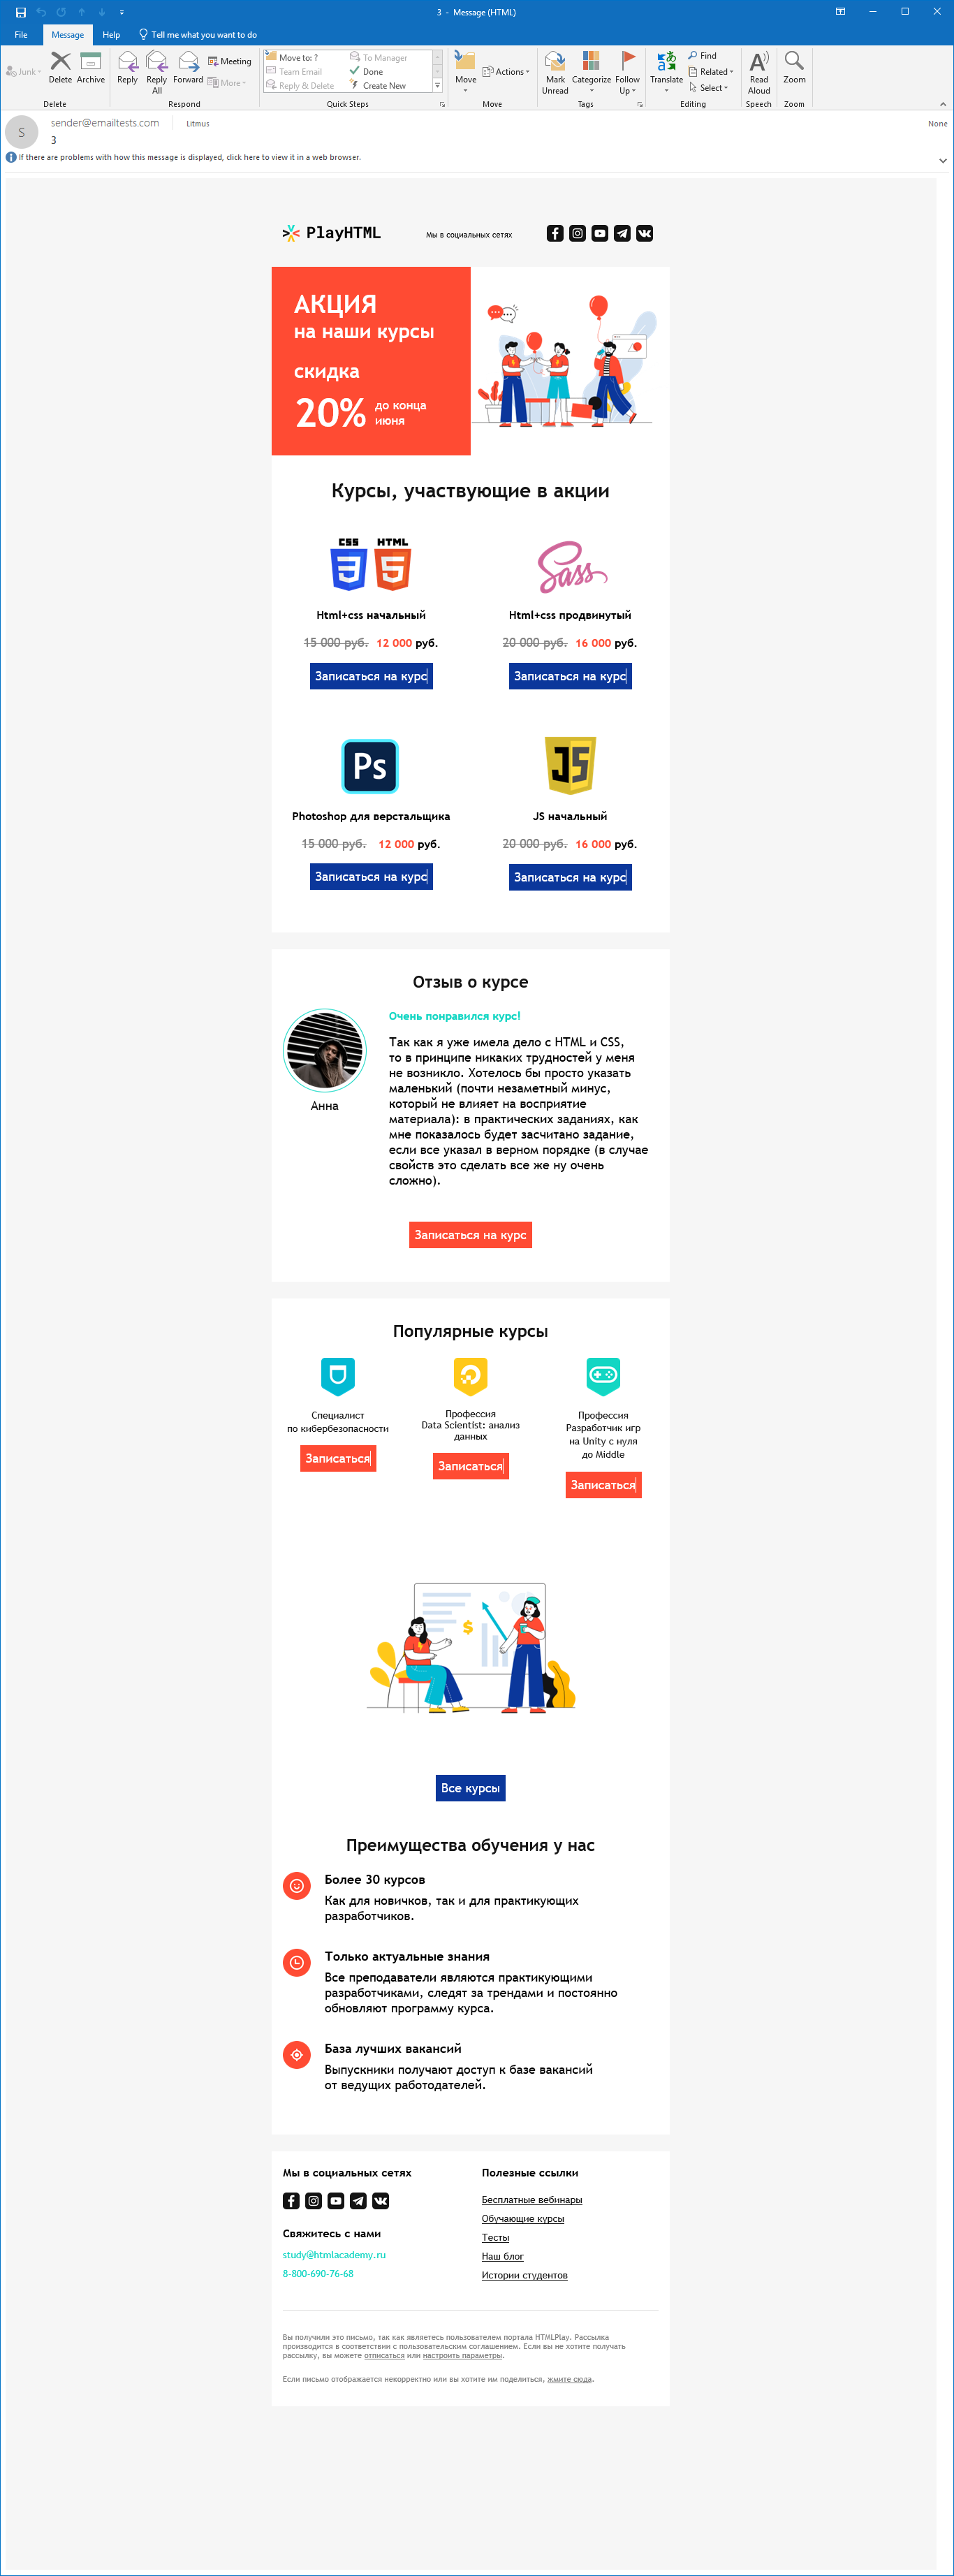 3 - Message (HTML)
File Message Help Tell me what you want to do
Junk
Delete
Archive
Delete
Reply
Reply All
Forward
Meeting
More
Respond
Move to: ?
To Manager
Team Email
Done
Reply & Delete
Create New
Quick Steps
Move
Actions
Move
Mark Unread
Categorize
Follow Up
Tags
Translate
Find
Related
Select
Editing
Read Aloud
Speech
Zoom
Zoom
S
sender@emailtests.com
Litmus
None
3
If there are problems with how this message is displayed, click here to view it in a web browser.
PlayHTML
Мы в социальных сетях
АКЦИЯ
на наши курсы
скидка
20% до конца
июня
Курсы, участвующие в акции
CSS HTML
Sass
Html+css начальный
Html+css продвинутый
15 000 руб. 12 000 руб.
20 000 руб. 16 000 руб.
Записаться на курс
Записаться на курс
Ps
JS
Photoshop для верстальщика
JS начальный
15 000 руб. 12 000 руб.
20 000 руб. 16 000 руб.
Записаться на курс
Записаться на курс
Отзыв о курсе
Очень понравился курс!
Так как я уже имела дело с HTML и CSS,
то в принципе никаких трудностей у меня
не возникло. Хотелось бы просто указать
маленький (почти незаметный минус,
который не влияет на восприятие
материала): в практических заданиях, как
мне показалось будет засчитано задание,
если все указал в верном порядке (в случае
свойств это сделать все же ну очень
сложно).
Анна
Записаться на курс
Популярные курсы
Специалист
по кибербезопасности
Записаться
Профессия
Data Scientist: анализ
данных
Записаться
Профессия
Разработчик игр
на Unity с нуля
до Middle
Записаться
$
Все курсы
Преимущества обучения у нас
Более 30 курсов
Как для новичков, так и для практикующих
разработчиков.
Только актуальные знания
Все преподаватели являются практикующими
разработчиками, следят за трендами и постоянно
обновляют программу курса.
База лучших вакансий
Выпускники получают доступ к базе вакансий
от ведущих работодателей.
Мы в социальных сетях
Свяжитесь с нами
study@htmlacademy.ru
8-800-690-76-68
Полезные ссылки
Бесплатные вебинары
Обучающие курсы
Тесты
Наш блог
Истории студентов
Вы получили это письмо, так как являетесь пользователем портала HTMLPlay. Рассылка
производится в соответствии с пользовательским соглашением. Если вы не хотите получать
рассылку, вы можете отписаться или настроить параметры.
Если письмо отображается некорректно или вы хотите им поделиться, жмите сюда.